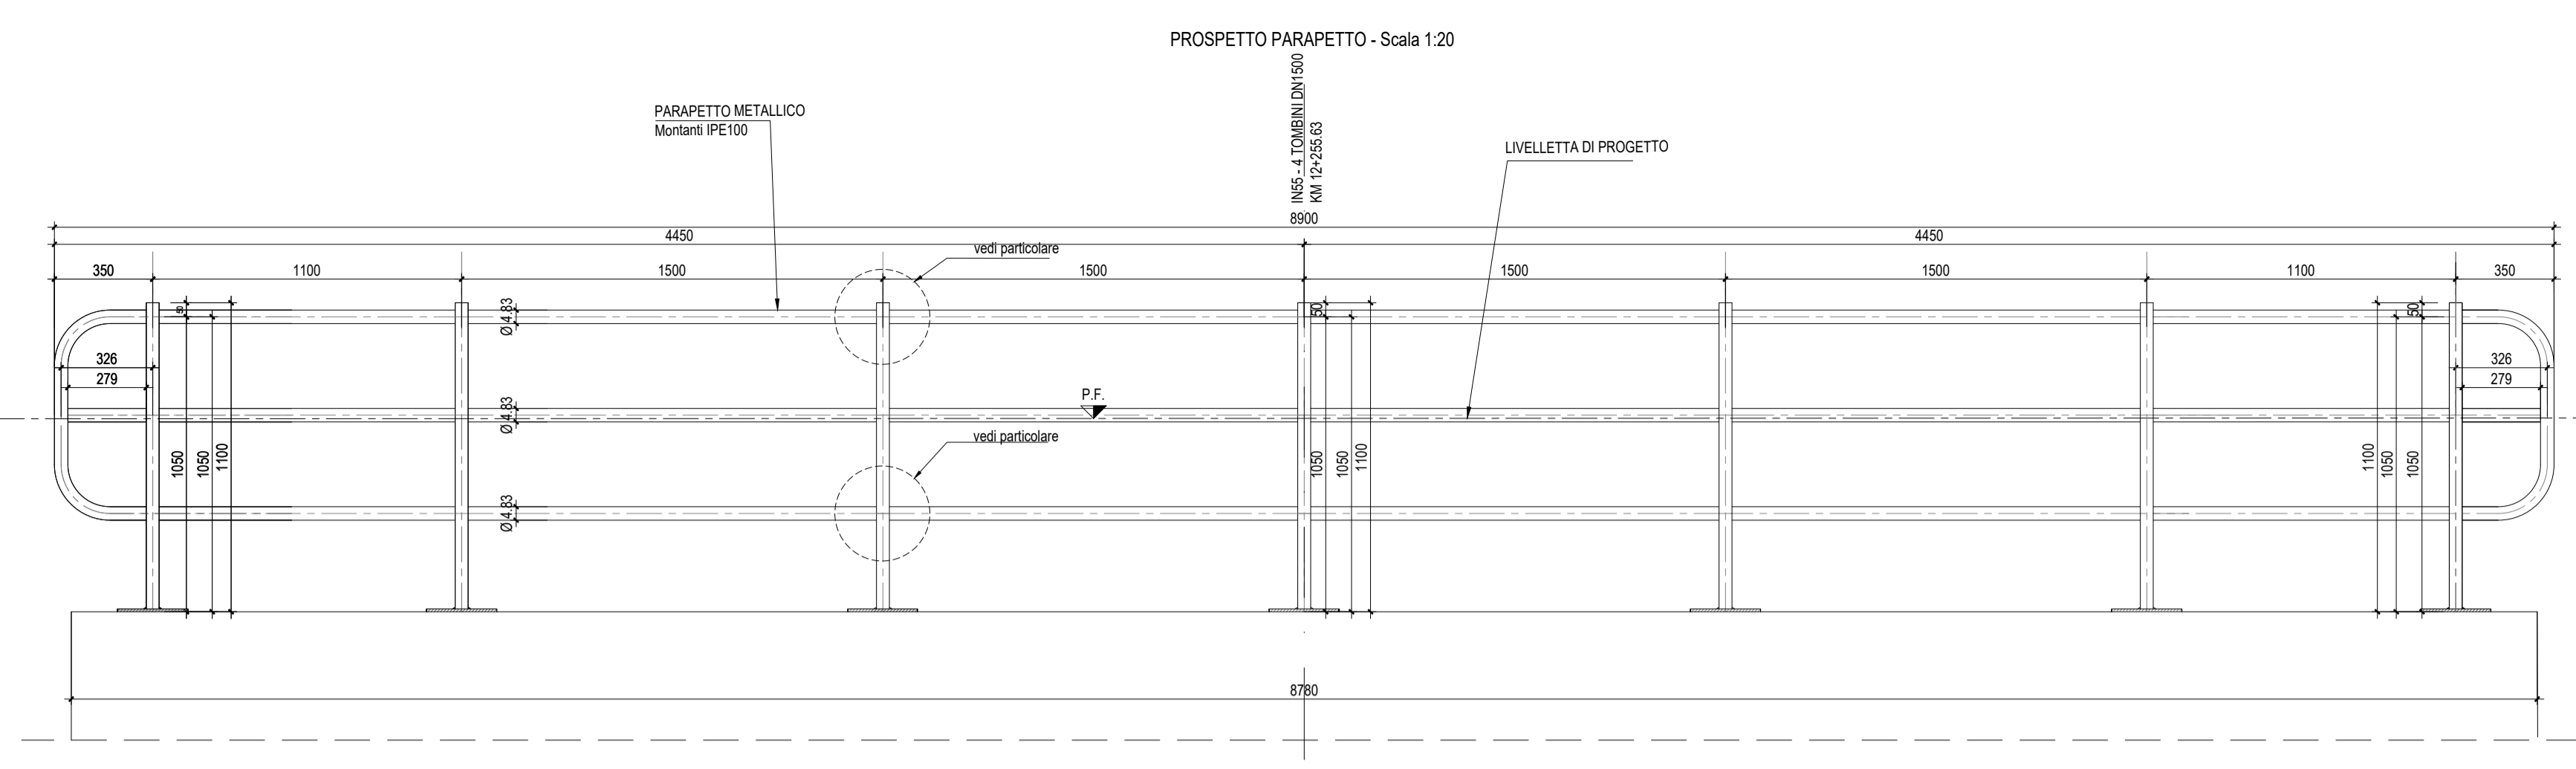 PROSPETTO PARAPETTO - Scala 1:20
IN55 - 4 TOMBINI DN1500
KM 12+255.63
PARAPETTO METALLICO
Montanti IPE100
LIVELLETTA DI PROGETTO
8900
4450
4450
vedi particolare
350
1100
1500
1500
1500
1500
1100
350
50
Ø 4.83
50
50
326
279
326
279
P.F.
Ø 4.83
vedi particolare
1050
1050
1100
1050
1050
1100
1100
1050
1050
Ø 4.83
8780